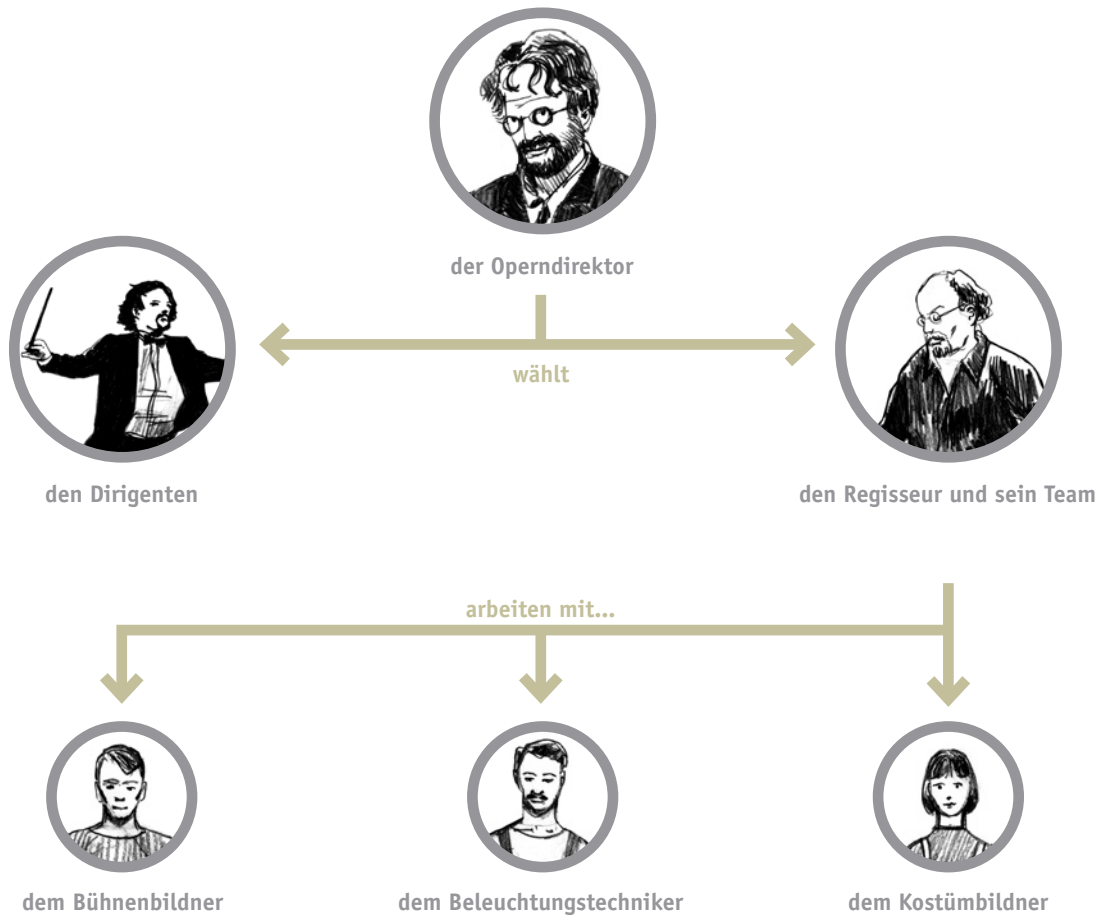 der Operndirektor
wählt
den Dirigenten
den Regisseur und sein Team
arbeiten mit...
dem Bühnenbildner
dem Beleuchtungstechniker
dem Kostümbildner